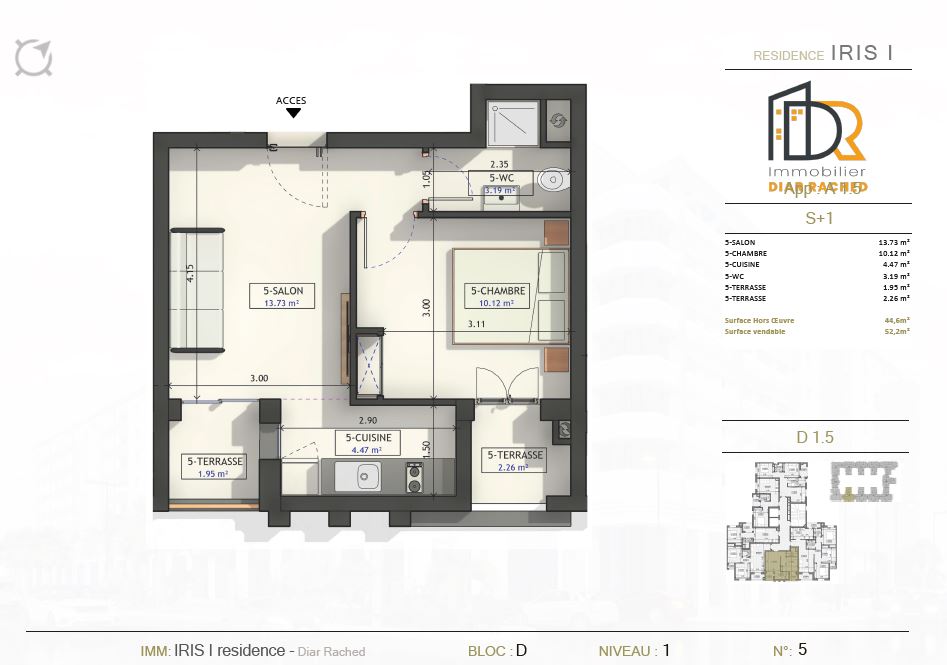 RESIDENCE IRIS I
ACCES
DR
Immobilier
DIAR RACHED
App : A 1.5
S+1
5-SALON 13.73 m²
5-CHAMBRE 10.12 m²
5-CUISINE 4.47 m²
5-WC 3.19 m²
5-TERRASSE 1.95 m²
5-TERRASSE 2.26 m²
Surface Hors Œuvre 44,6m²
Surface vendable 52,2m²
2.35
1.05
5-WC
3.19 m²
4.15
5-SALON
13.73 m²
3.00
5-CHAMBRE
10.12 m²
3.11
3.00
2.90
5-CUISINE
4.47 m²
1.50
5-TERRASSE
1.95 m²
5-TERRASSE
2.26 m²
D 1.5
IMM: IRIS I residence - Diar Rached BLOC : D NIVEAU : 1 N°: 5